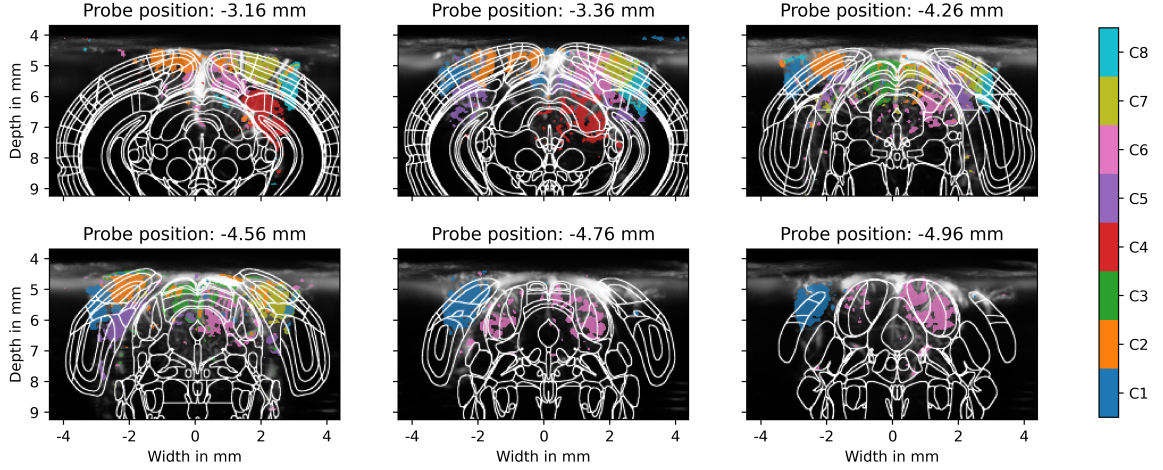 Probe position: -3.16 mm
Probe position: -3.36 mm
Probe position: -4.26 mm
Depth in mm
4
5
6
7
8
9
Probe position: -4.56 mm
Probe position: -4.76 mm
Probe position: -4.96 mm
Depth in mm
4
5
6
7
8
9
-4 -2 0 2 4
-4 -2 0 2 4
-4 -2 0 2 4
Width in mm
Width in mm
Width in mm
C8
C7
C6
C5
C4
C3
C2
C1